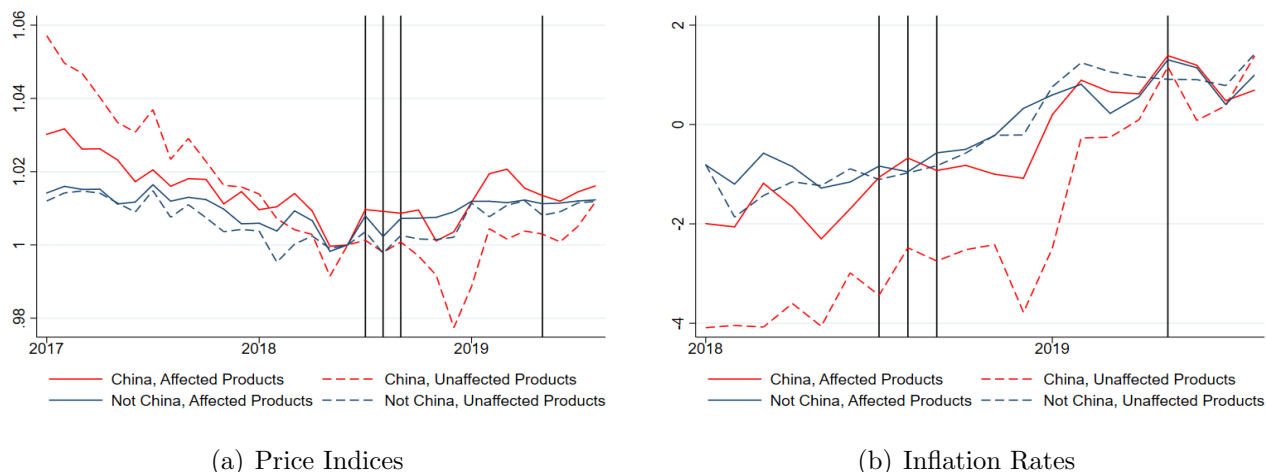 1.06
1.04
1.02
1
.98
2017
2018
2019
China, Affected Products
China, Unaffected Products
Not China, Affected Products
Not China, Unaffected Products
(a) Price Indices
2
0
-2
-4
2018
2019
China, Affected Products
China, Unaffected Products
Not China, Affected Products
Not China, Unaffected Products
(b) Inflation Rates